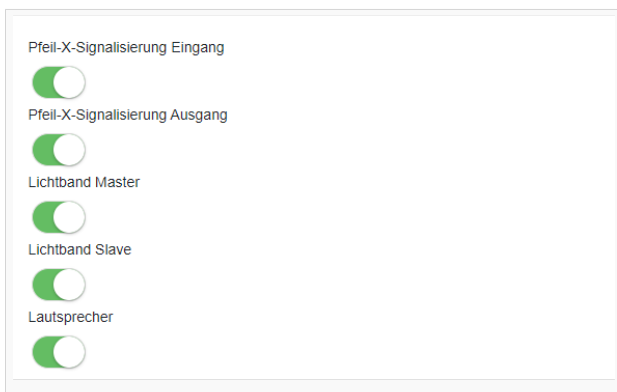 Pfeil-X-Signalisierung Eingang
Pfeil-X-Signalisierung Ausgang
Lichtband Master
Lichtband Slave
Lautsprecher